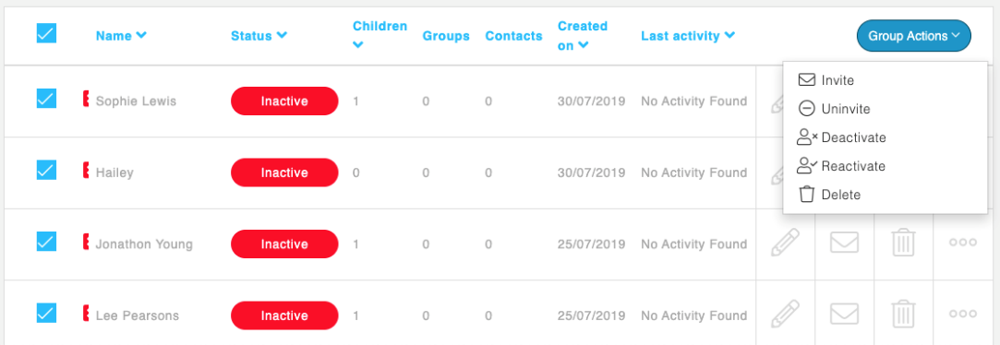 Name Status Children Groups Contacts Created on Last activity Group Actions
Invite
Sophie Lewis Inactive 1 0 0 30/07/2019 No Activity Found
Uninvite
Deactivate
Hailey Inactive 0 0 0 30/07/2019 No Activity Found
Reactivate
Delete
Jonathon Young Inactive 1 0 0 25/07/2019 No Activity Found
Lee Pearsons Inactive 1 0 0 25/07/2019 No Activity Found